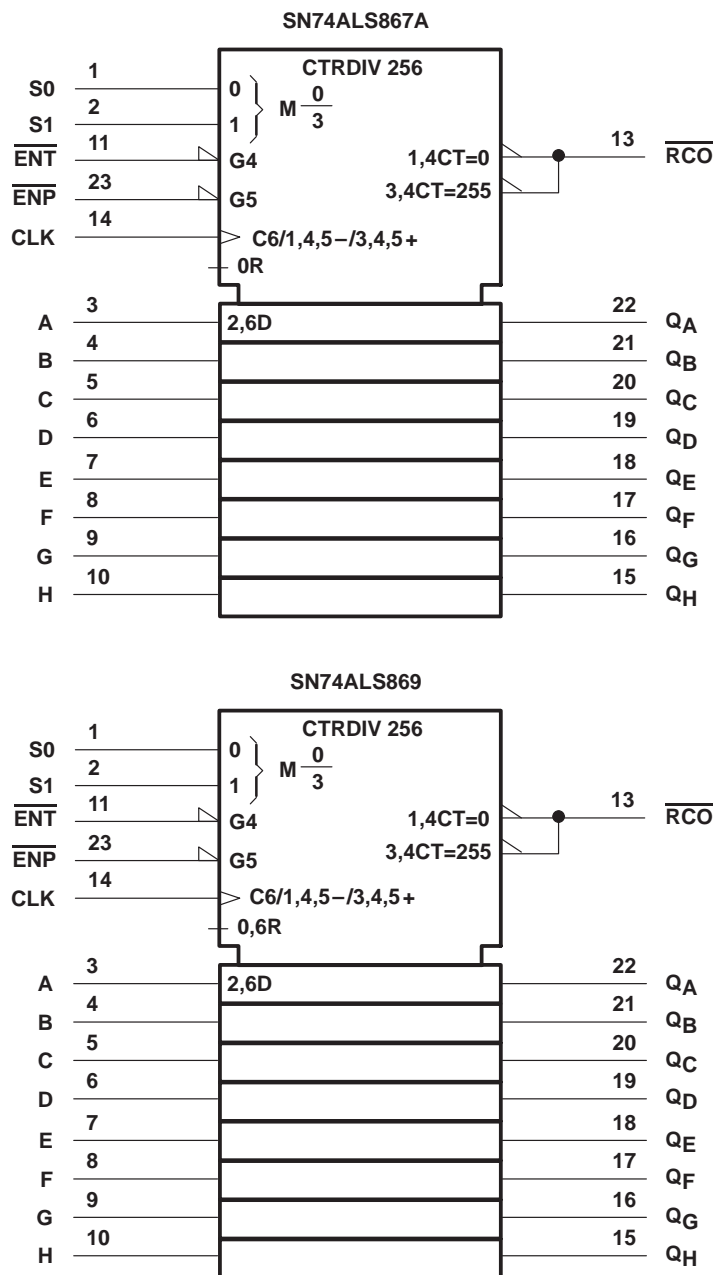 SN74ALS867A
CTRDIV 256
S0 1 0 M 0/3
S1 2 1
ENT 11 G4 1,4CT=0 13 RCO
ENP 23 G5 3,4CT=255
CLK 14 C6/1,4,5–/3,4,5+
0R
A 3 2,6D 22 QA
B 4 21 QB
C 5 20 QC
D 6 19 QD
E 7 18 QE
F 8 17 QF
G 9 16 QG
H 10 15 QH
SN74ALS869
CTRDIV 256
S0 1 0 M 0/3
S1 2 1
ENT 11 G4 1,4CT=0 13 RCO
ENP 23 G5 3,4CT=255
CLK 14 C6/1,4,5–/3,4,5+
0,6R
A 3 2,6D 22 QA
B 4 21 QB
C 5 20 QC
D 6 19 QD
E 7 18 QE
F 8 17 QF
G 9 16 QG
H 10 15 QH